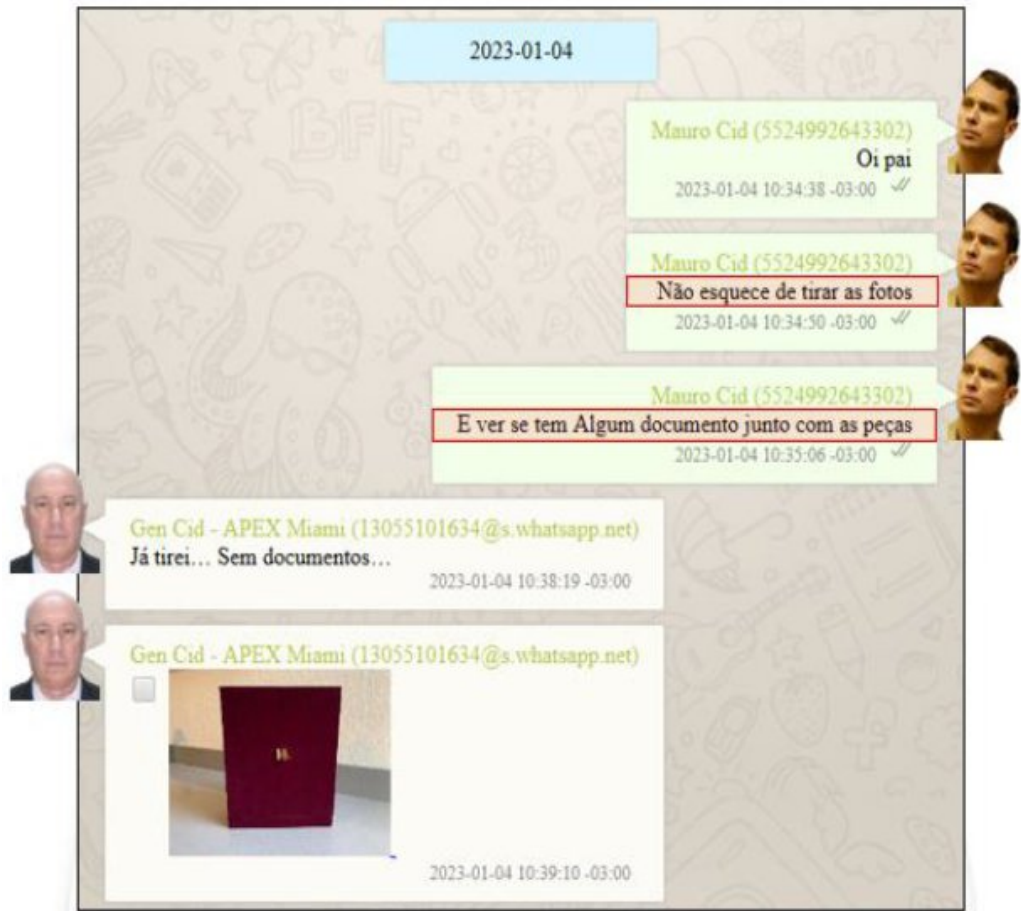 2023-01-04
Mauro Cid (5524992643302)
Oi pai
2023-01-04 10:34:38 -03:00
Mauro Cid (5524992643302)
Não esquece de tirar as fotos
2023-01-04 10:34:50 -03:00
Mauro Cid (5524992643302)
E ver se tem Algum documento junto com as peças
2023-01-04 10:35:06 -03:00
Gen Cid - APEX Miami (13055101634@s.whatsapp.net)
Já tirei... Sem documentos...
2023-01-04 10:38:19 -03:00
Gen Cid - APEX Miami (13055101634@s.whatsapp.net)
2023-01-04 10:39:10 -03:00